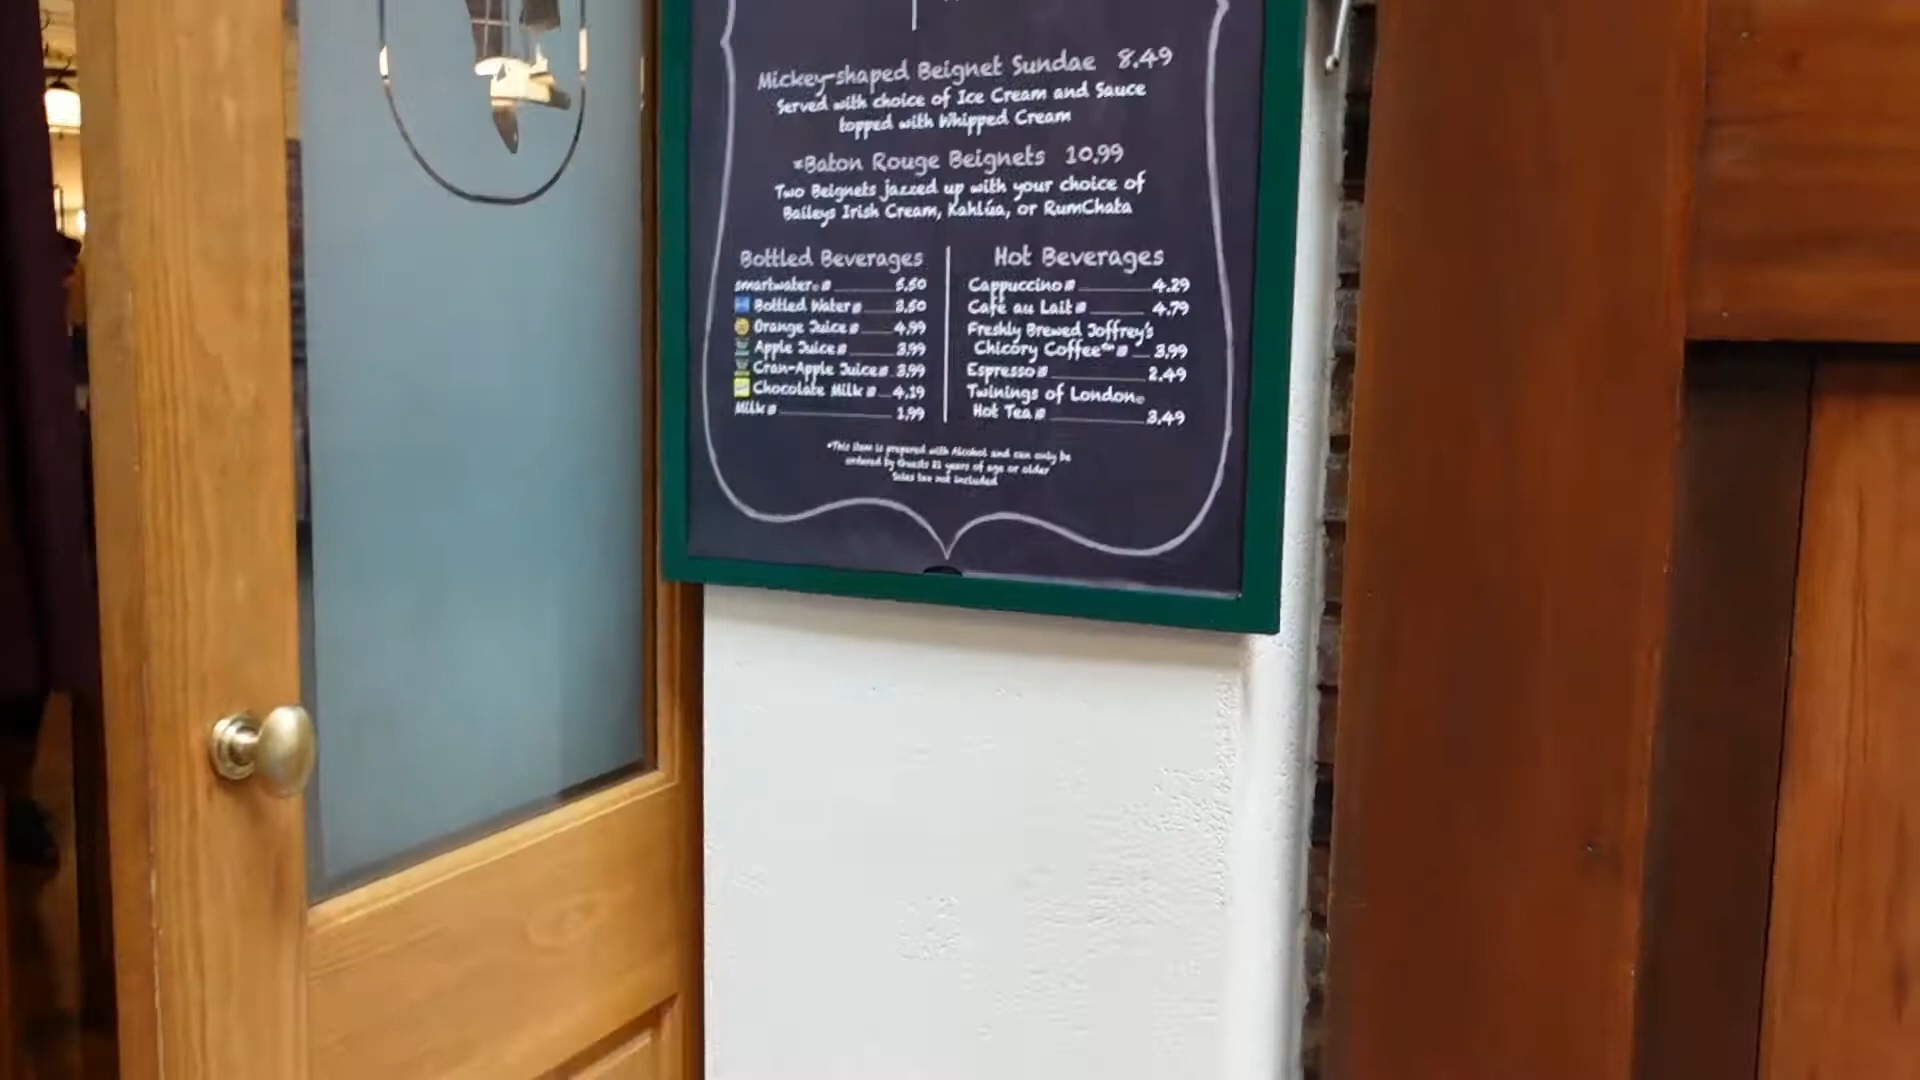 Mickey-shaped Beignet Sundae 8.49
Served with choice of Ice Cream and Sauce
topped with Whipped Cream
*Baton Rouge Beignets 10.99
Two Beignets jazzed up with your choice of
Baileys Irish Cream, Kahlúa, or RumChata
Bottled Beverages
smartwater® 5.50
Bottled Water 3.50
Orange Juice 4.99
Apple Juice 3.99
Cran-Apple Juice 3.99
Chocolate Milk 4.19
Milk 1.99
Hot Beverages
Cappuccino 4.29
Café au Lait 4.79
Freshly Brewed Joffrey's
Chicory Coffee™ 3.99
Espresso 2.49
Twinings of London®
Hot Tea 3.49
*This item is prepared with Alcohol and can only be
ordered by Guests 21 years of age or older
Sales tax not included